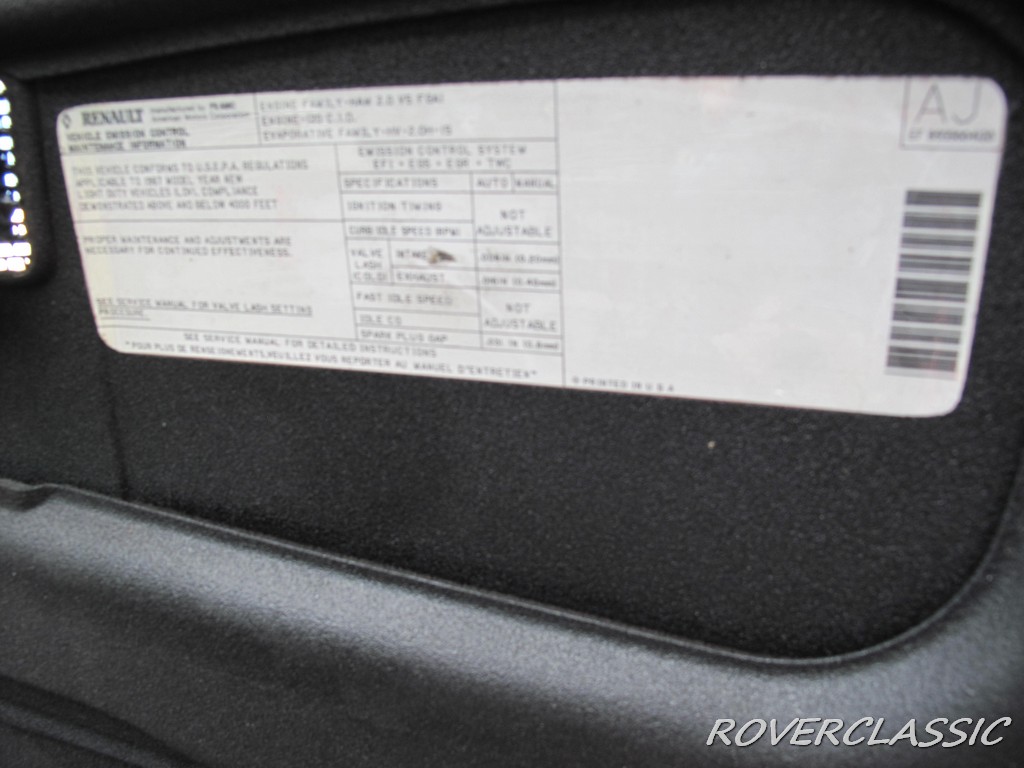 RENAULT
manufactured by
American Motors Corporation
VEHICLE EMISSION CONTROL
MAINTENANCE INFORMATION
ENGINE FAMILY-HAM 2.0 V5
ENGINE-120 C.I.D.
EVAPORATIVE FAMILY-HV-2.0H-15
AJ
THIS VEHICLE CONFORMS TO U.S.E.P.A. REGULATIONS
APPLICABLE TO 1987 MODEL YEAR NEW
LIGHT DUTY VEHICLES COMPLIANCE
DEMONSTRATED ABOVE AND BELOW 4000 FEET
PROPER MAINTENANCE AND ADJUSTMENTS ARE
NECESSARY FOR CONTINUED EFFECTIVENESS.
SEE SERVICE MANUAL FOR VALVE LASH SETTING
PROCEDURE.
EMISSION CONTROL SYSTEM
EFI - EGS - EGR - TWC
SPECIFICATIONS AUTO MANUAL
IGNITION TIMING NOT
CURB IDLE SPEED (RPM) ADJUSTABLE
VALVE INTAKE
LASH
(COLD) EXHAUST
FAST IDLE SPEED NOT
IDLE CO ADJUSTABLE
SPARK PLUG GAP
SEE SERVICE MANUAL FOR DETAILED INSTRUCTIONS
"POUR PLUS DE RENSEIGNEMENTS, VEUILLEZ VOUS REPORTER AU MANUEL D'ENTRETIEN"
PRINTED IN U S A
ROVERCLASSIC